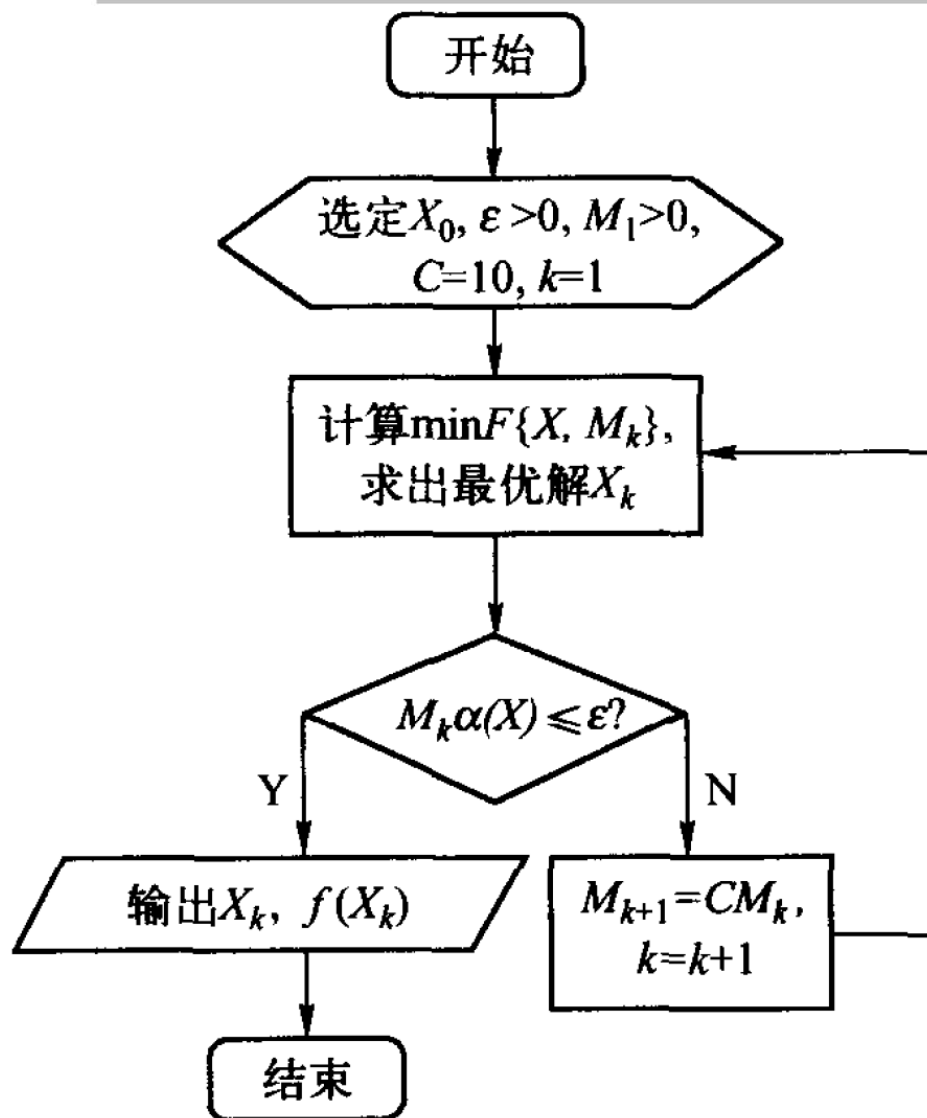 开始
选定X₀, ε>0, M₁>0,
C=10, k=1
计算minF{X, Mₖ},
求出最优解Xₖ
Mₖα(X)≤ε?
Y
N
输出Xₖ, f(Xₖ)
Mₖ₊₁=CMₖ,
k=k+1
结束